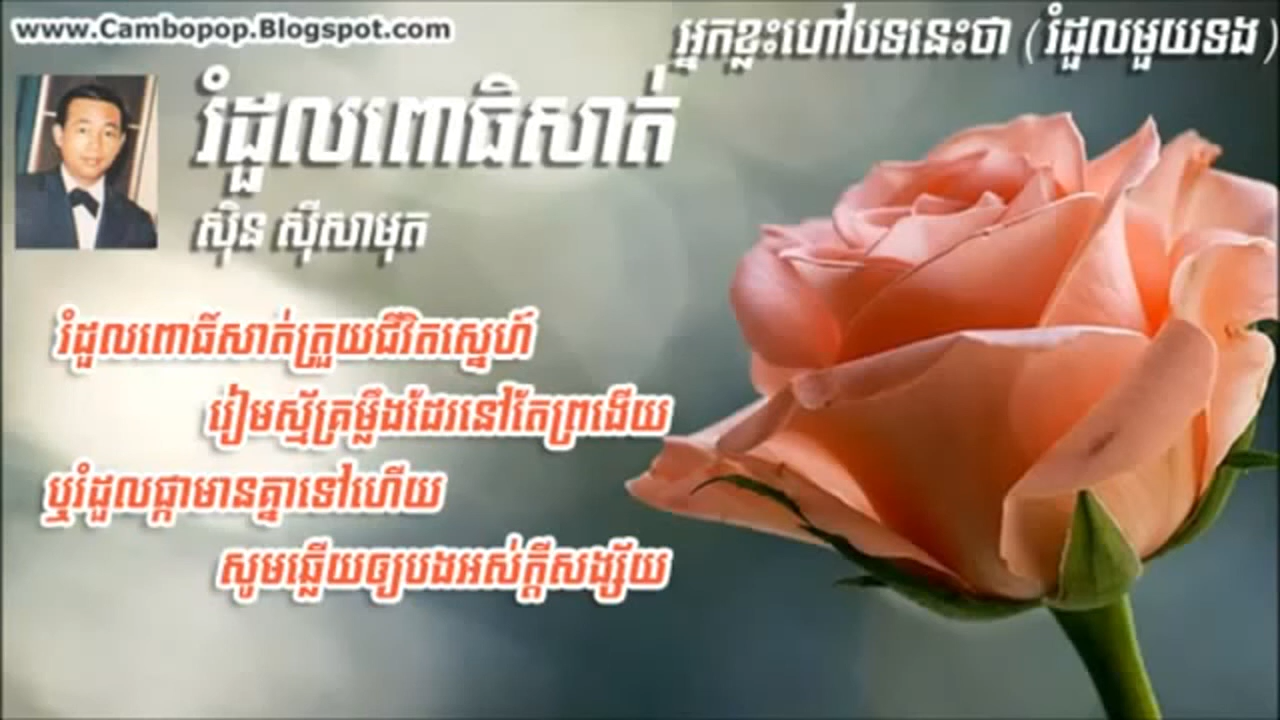 www.Cambopop.Blogspot.com
អ្នកខ្លះហៅបទនេះថា (រំដួលមួយទង)
រំដួលពោធិសាត់
ស៊ិន ស៊ីសាមុត
រំដួលពោធិ៍សាត់ត្រួយជីវិតស្នេហ៍
រៀមស្ម័គ្រម្លឹងដែរនៅតែព្រងើយ
ឬរំដួលផ្កាមានគ្នាទៅហើយ
សូមឆ្លើយឲ្យបងអស់ក្ដីសង្ស័យ